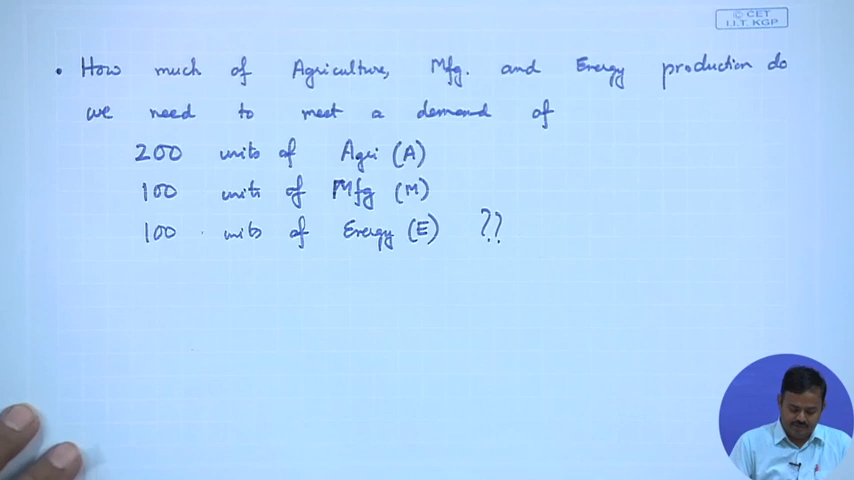 © CET
I.I.T. KGP
• How much of Agriculture, Mfg. and Energy production do
we need to meet a demand of
200 units of Agri (A)
100 units of Mfg (M)
100 units of Energy (E) ??